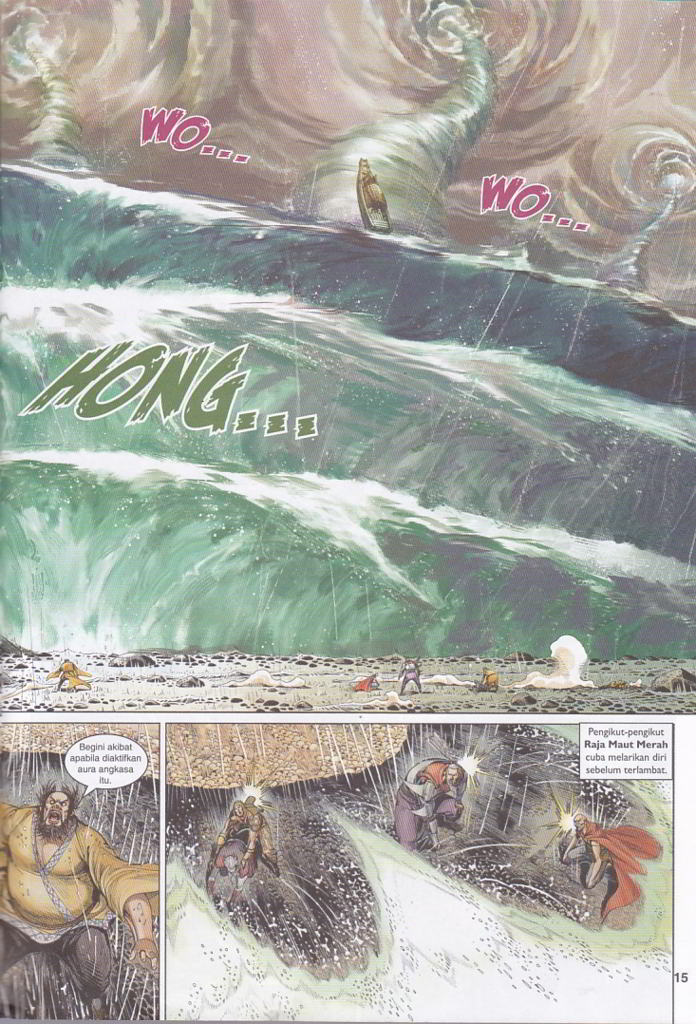 WO...
WO...
HONG...
Begini akibat
apabila diaktifkan
aura angkasa
itu.
Pengikut-pengikut
Raja Maut Merah
cuba melarikan diri
sebelum terlambat.
15